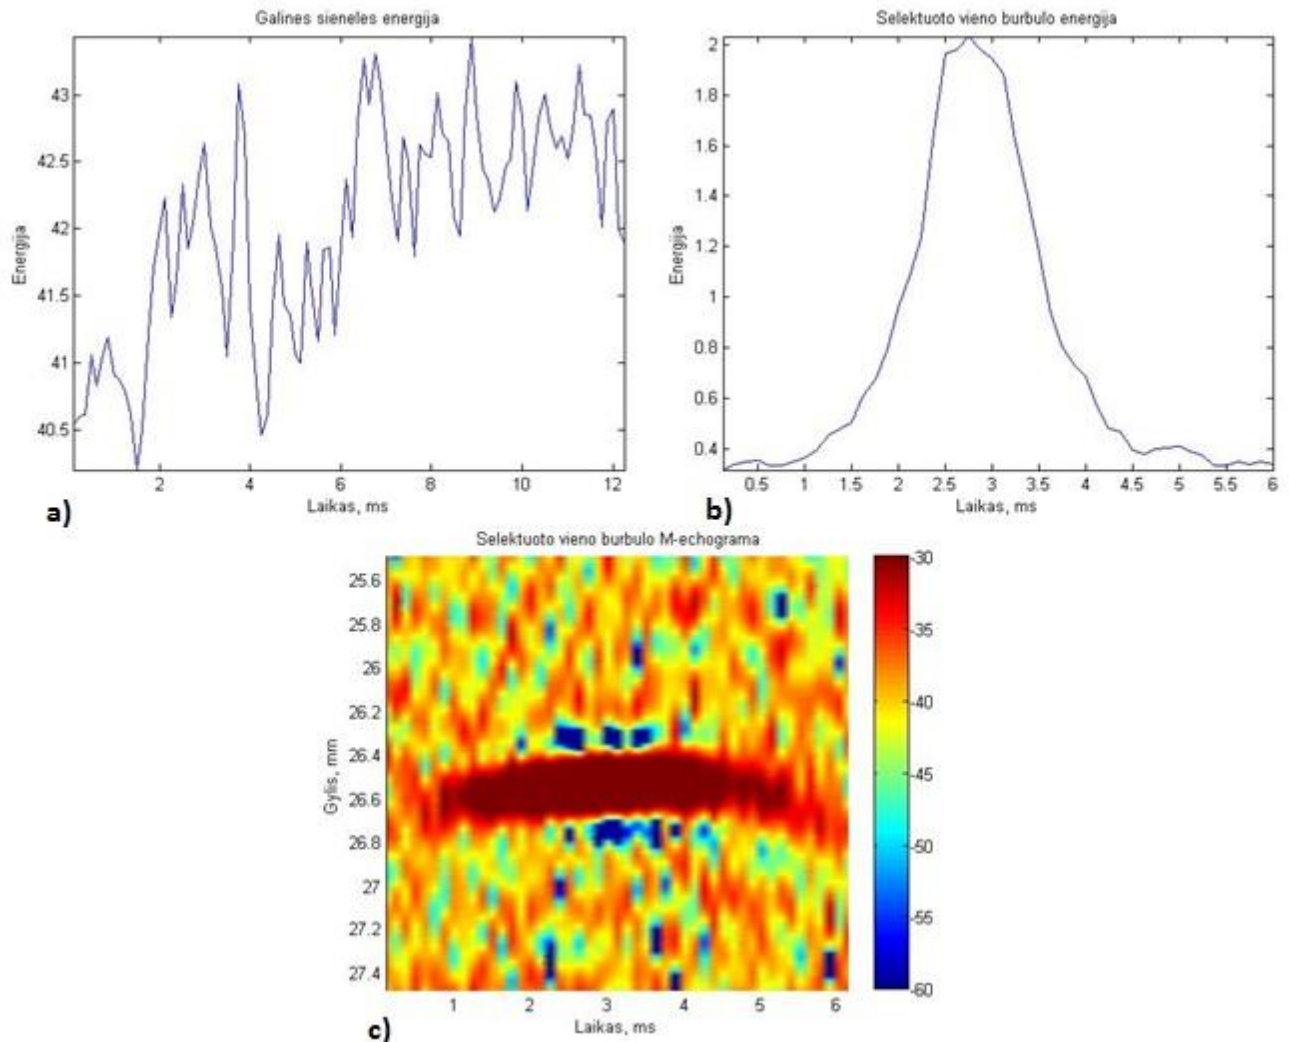 Galines sieneles energija
Energija
43
42.5
42
41.5
41
40.5
2 4 6 8 10 12
Laikas, ms
a)
Selektuoto vieno burbulo energija
Energija
2
1.8
1.6
1.4
1.2
1
0.8
0.6
0.4
0.5 1 1.5 2 2.5 3 3.5 4 4.5 5 5.5 6
Laikas, ms
b)
Selektuoto vieno burbulo M-echograma
Gylis, mm
25.6
25.8
26
26.2
26.4
26.6
26.8
27
27.2
27.4
1 2 3 4 5 6
Laikas, ms
c)
-30
-35
-40
-45
-50
-55
-60